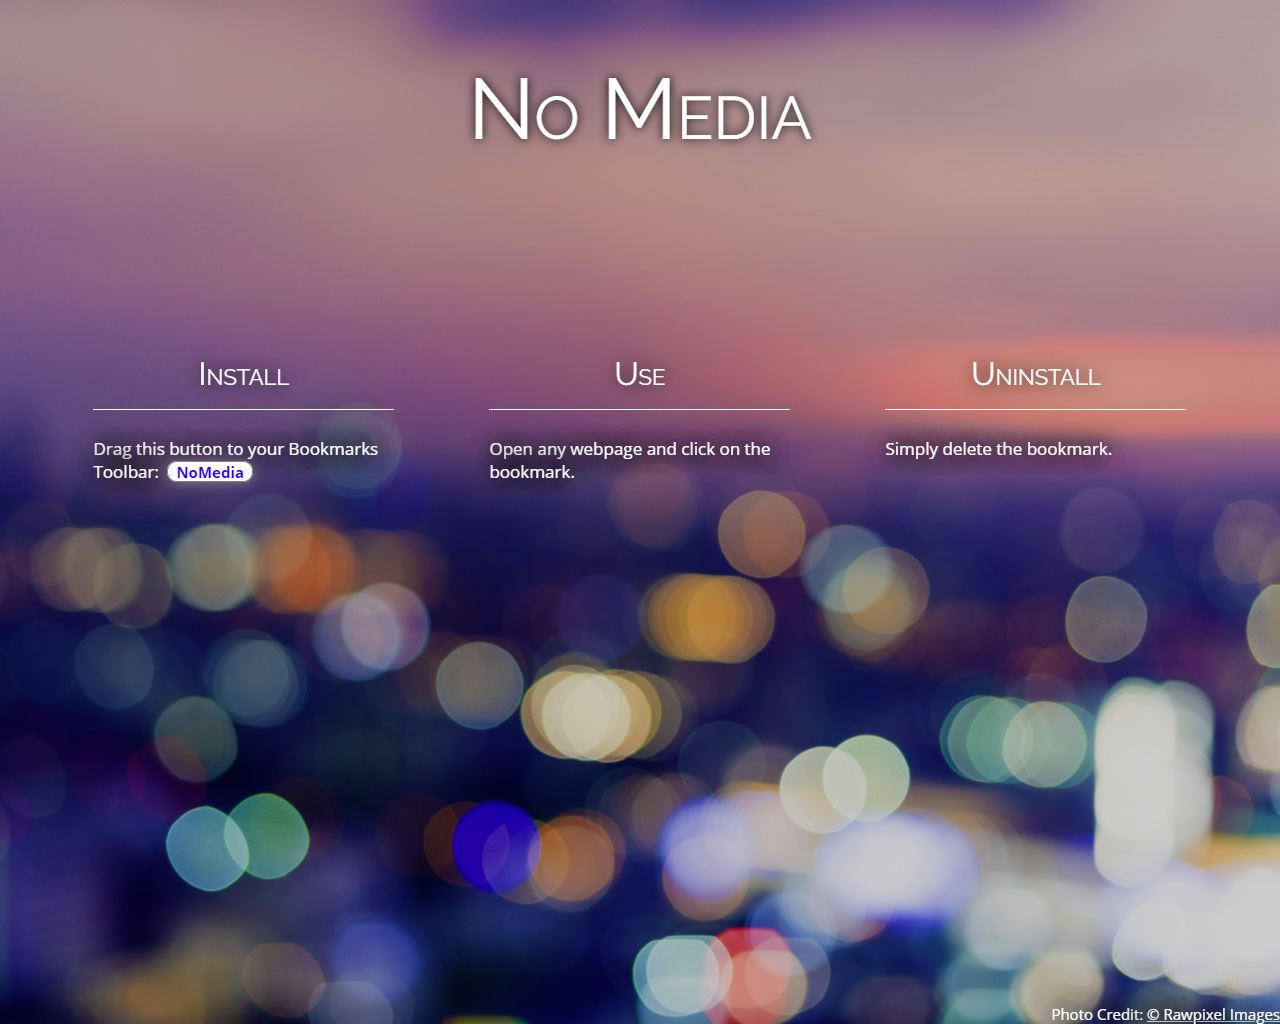 No Media
Install
Drag this button to your Bookmarks
Toolbar: NoMedia
Use
Open any webpage and click on the
bookmark.
Uninstall
Simply delete the bookmark.
Photo Credit: © Rawpixel Images